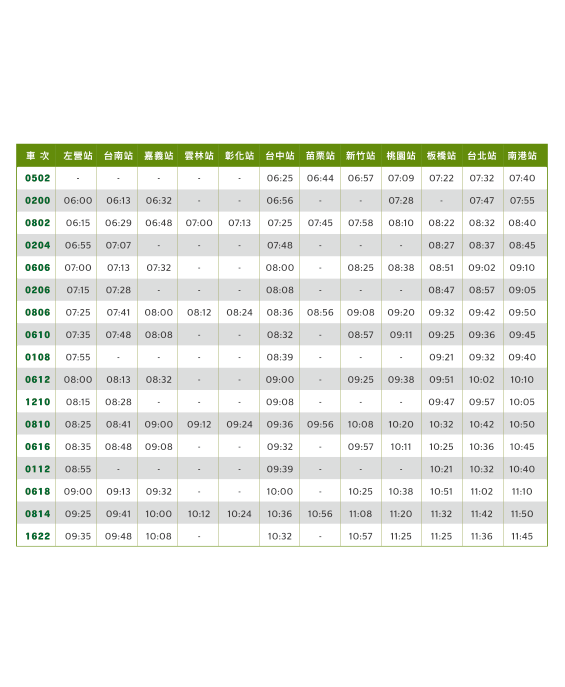 車 次 左營站 台南站 嘉義站 雲林站 彰化站 台中站 苗栗站 新竹站 桃園站 板橋站 台北站 南港站
0502 - - - - - 06:25 06:44 06:57 07:09 07:22 07:32 07:40
0200 06:00 06:13 06:32 - - 06:56 - - 07:28 - 07:47 07:55
0802 06:15 06:29 06:48 07:00 07:13 07:25 07:45 07:58 08:10 08:22 08:32 08:40
0204 06:55 07:07 - - - 07:48 - - - 08:27 08:37 08:45
0606 07:00 07:13 07:32 - - 08:00 - 08:25 08:38 08:51 09:02 09:10
0206 07:15 07:28 - - - 08:08 - - - 08:47 08:57 09:05
0806 07:25 07:41 08:00 08:12 08:24 08:36 08:56 09:08 09:20 09:32 09:42 09:50
0610 07:35 07:48 08:08 - - 08:32 - 08:57 09:11 09:25 09:36 09:45
0108 07:55 - - - - 08:39 - - - 09:21 09:32 09:40
0612 08:00 08:13 08:32 - - 09:00 - 09:25 09:38 09:51 10:02 10:10
1210 08:15 08:28 - - - 09:08 - - - 09:47 09:57 10:05
0810 08:25 08:41 09:00 09:12 09:24 09:36 09:56 10:08 10:20 10:32 10:42 10:50
0616 08:35 08:48 09:08 - - 09:32 - 09:57 10:11 10:25 10:36 10:45
0112 08:55 - - - - 09:39 - - - 10:21 10:32 10:40
0618 09:00 09:13 09:32 - - 10:00 - 10:25 10:38 10:51 11:02 11:10
0814 09:25 09:41 10:00 10:12 10:24 10:36 10:56 11:08 11:20 11:32 11:42 11:50
1622 09:35 09:48 10:08 - 10:32 - 10:57 11:25 11:25 11:36 11:45